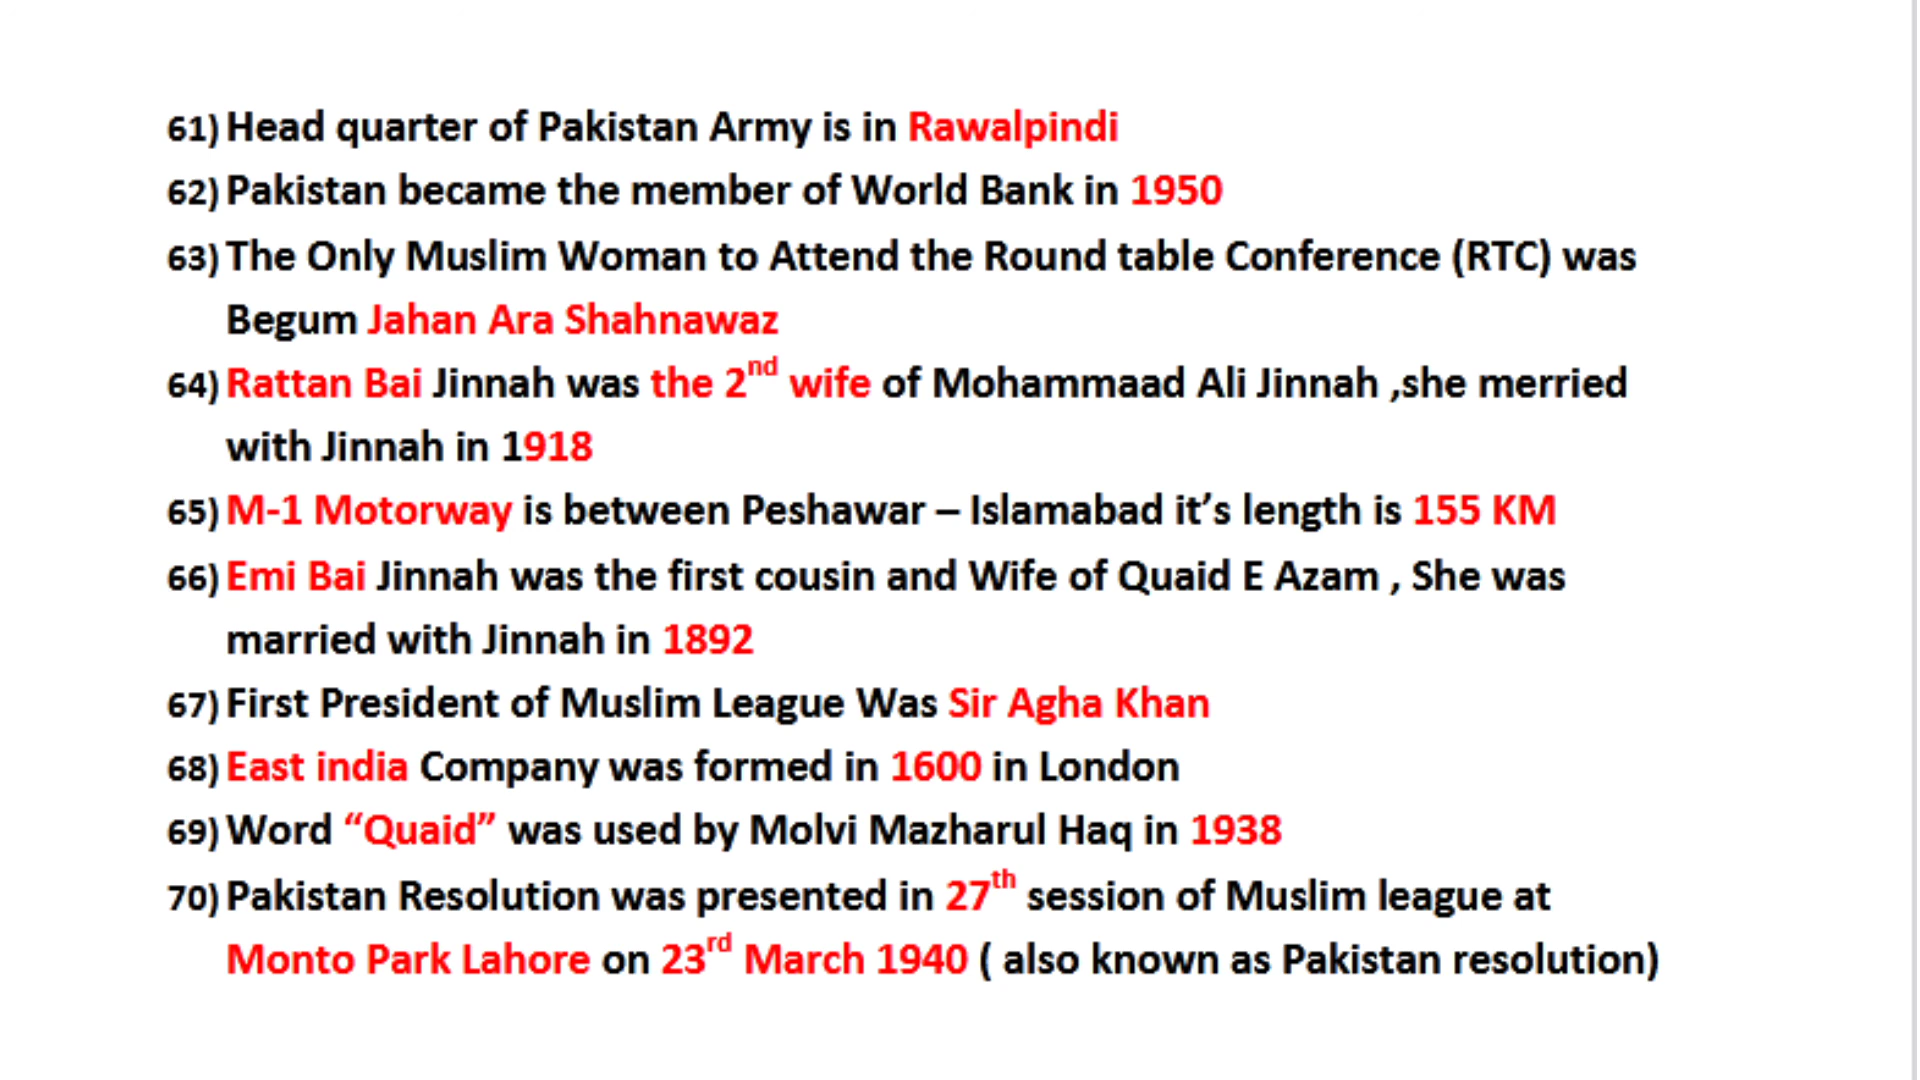 61) Head quarter of Pakistan Army is in Rawalpindi
62) Pakistan became the member of World Bank in 1950
63) The Only Muslim Woman to Attend the Round table Conference (RTC) was
Begum Jahan Ara Shahnawaz
64) Rattan Bai Jinnah was the 2nd wife of Mohammaad Ali Jinnah ,she merried
with Jinnah in 1918
65) M-1 Motorway is between Peshawar – Islamabad it’s length is 155 KM
66) Emi Bai Jinnah was the first cousin and Wife of Quaid E Azam , She was
married with Jinnah in 1892
67) First President of Muslim League Was Sir Agha Khan
68) East india Company was formed in 1600 in London
69) Word “Quaid” was used by Molvi Mazharul Haq in 1938
70) Pakistan Resolution was presented in 27th session of Muslim league at
Monto Park Lahore on 23rd March 1940 ( also known as Pakistan resolution)